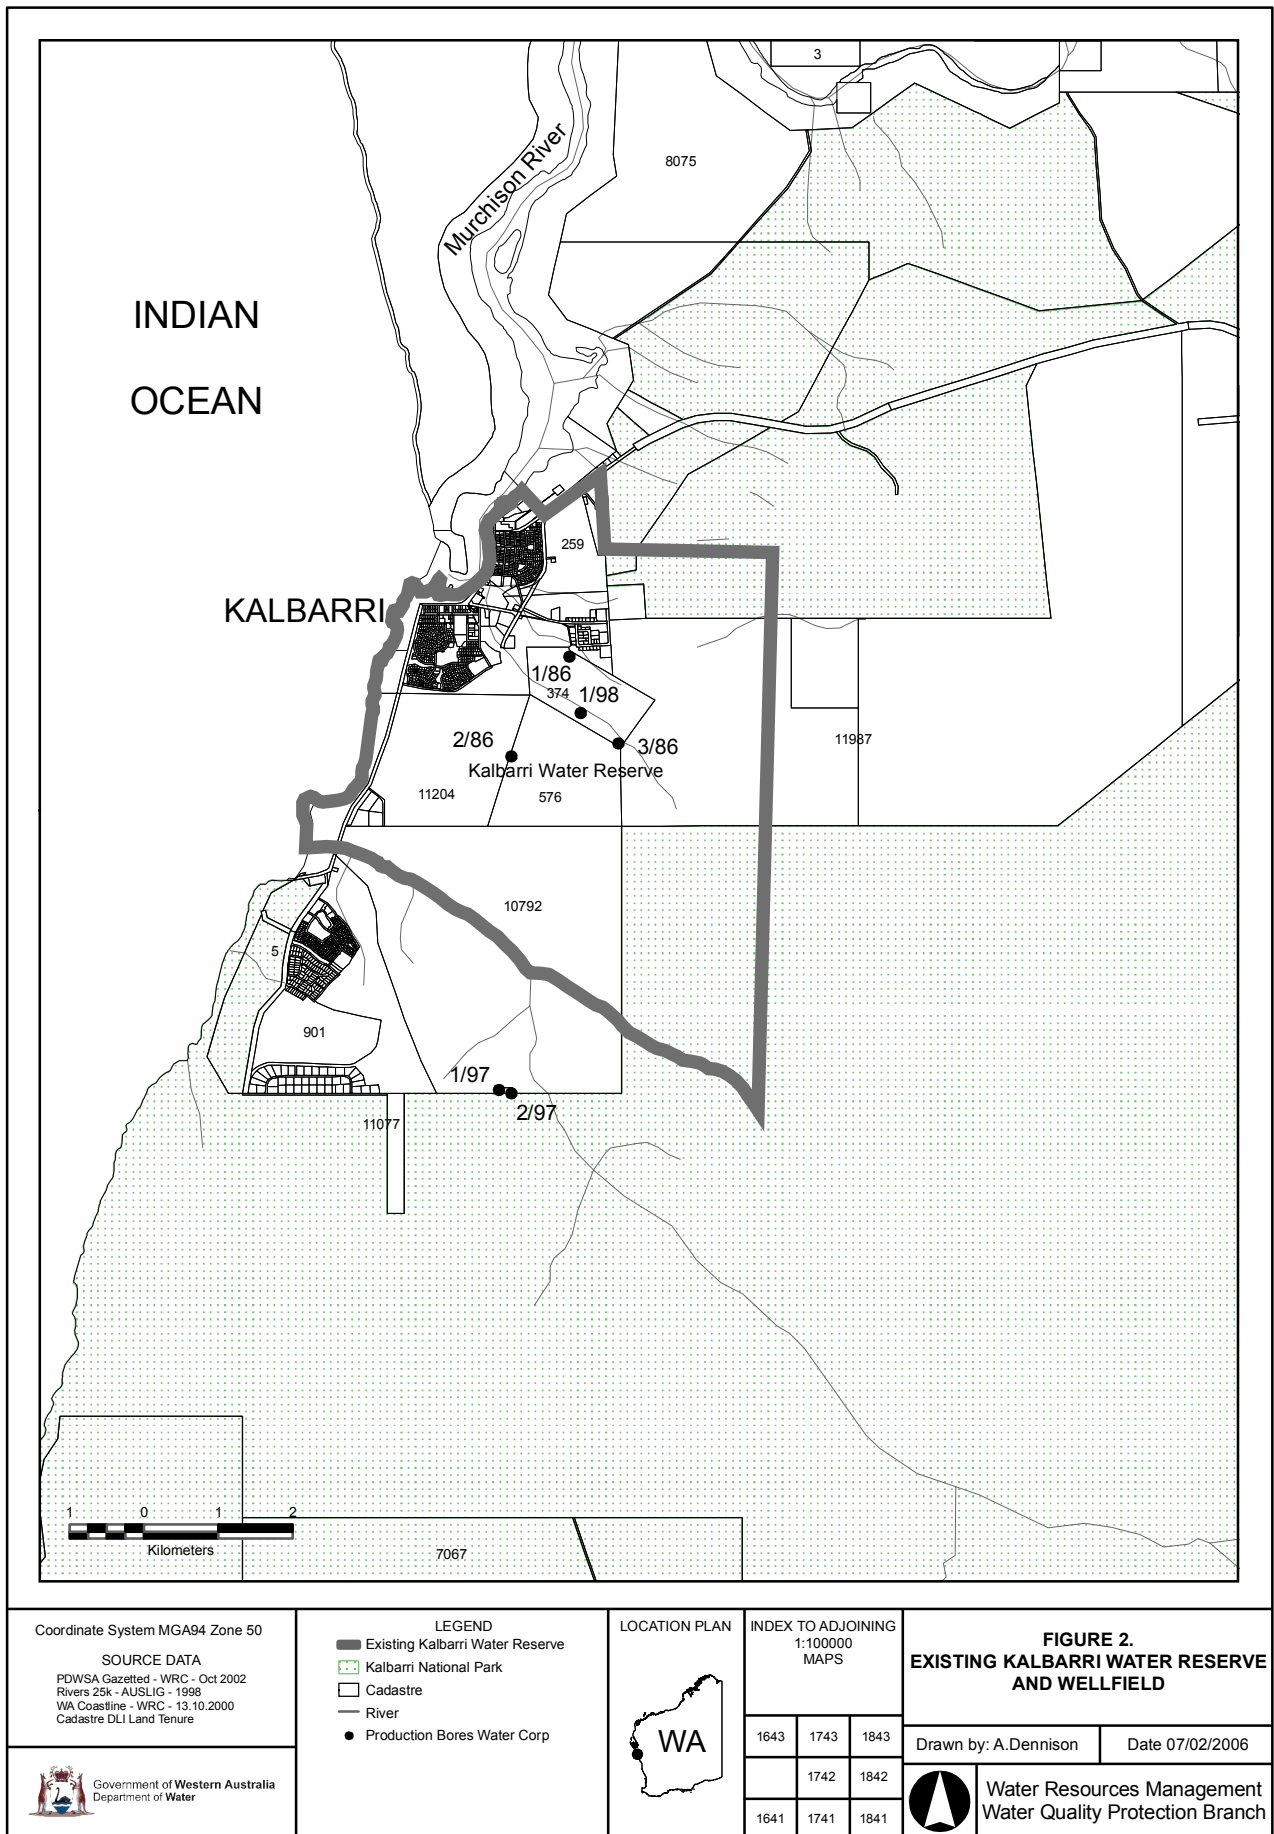 3
8075
Murchison River
INDIAN
OCEAN
259
KALBARRI
1/86
374
1/98
2/86
3/86
Kalbarri Water Reserve
11987
11204
576
10792
5
901
1/97
2/97
11077
1 0 1 2
Kilometers
7067
Coordinate System MGA94 Zone 50
SOURCE DATA
PDWSA Gazetted - WRC - Oct 2002
Rivers 25k - AUSLIG - 1998
WA Coastline - WRC - 13.10.2000
Cadastre DLI Land Tenure
Government of Western Australia
Department of Water
LEGEND
Existing Kalbarri Water Reserve
Kalbarri National Park
Cadastre
River
Production Bores Water Corp
LOCATION PLAN
WA
INDEX TO ADJOINING
1:100000
MAPS
1643 1743 1843
1742 1842
1641 1741 1841
FIGURE 2.
EXISTING KALBARRI WATER RESERVE
AND WELLFIELD
Drawn by: A.Dennison
Date 07/02/2006
Water Resources Management
Water Quality Protection Branch